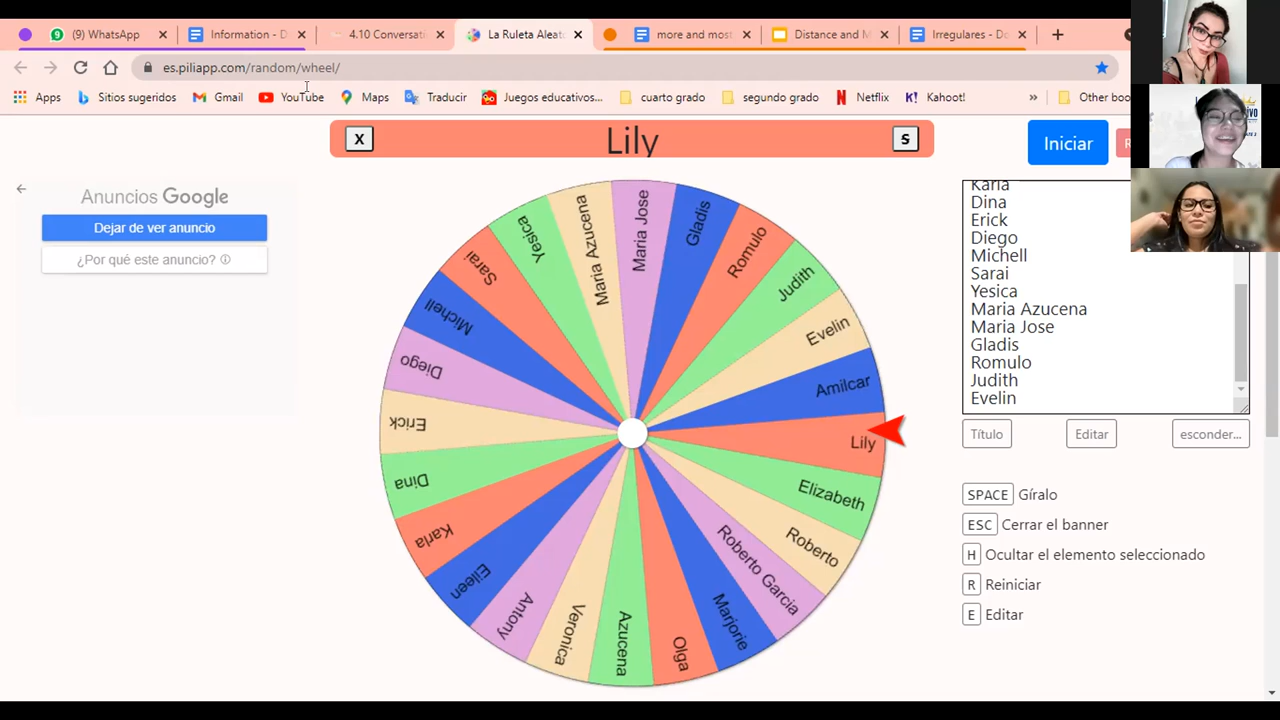 (9) WhatsApp
Information - D
4.10 Conversati
La Ruleta Aleat
more and most
Distance and M
Irregulares - Do
es.piliapp.com/random/wheel/
Apps
Sitios sugeridos
Gmail
YouTube
Maps
Traducir
Juegos educativos...
cuarto grado
segundo grado
Netflix
Kahoot!
»
Other boo
X
Lily
S
Iniciar
R
Anuncios Google
Dejar de ver anuncio
¿Por qué este anuncio?
Maria Jose
Gladis
Romulo
Judith
Evelin
Amilcar
Lily
Elizabeth
Roberto
Roberto Garcia
Marjorie
Olga
Azucena
Veronica
Antony
Eileen
Karla
Dina
Erick
Diego
Michell
Sarai
Yesica
Maria Azucena
Karla
Dina
Erick
Diego
Michell
Sarai
Yesica
Maria Azucena
Maria Jose
Gladis
Romulo
Judith
Evelin
Título
Editar
esconder...
SPACE Gíralo
ESC Cerrar el banner
H Ocultar el elemento seleccionado
R Reiniciar
E Editar